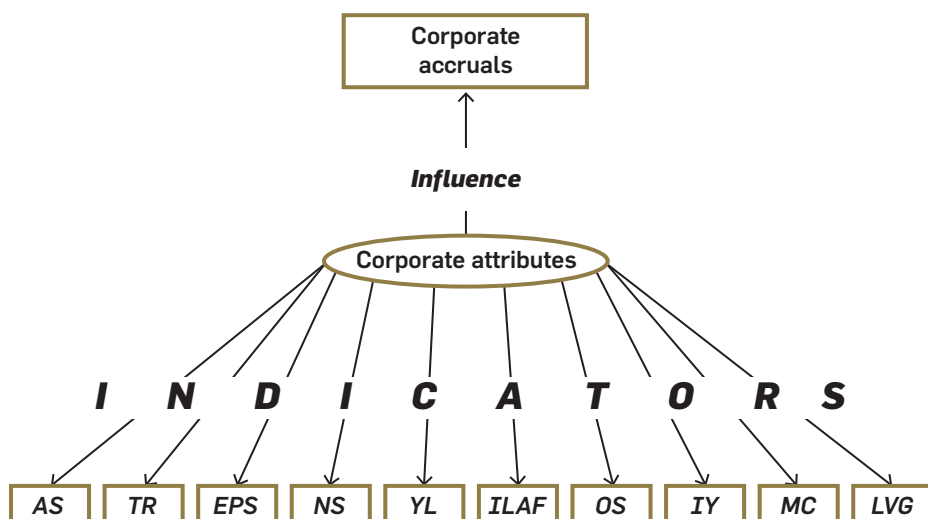 Corporate
accruals
Influence
Corporate attributes
I N D I C A T O R S
AS TR EPS NS YL ILAF OS IY MC LVG